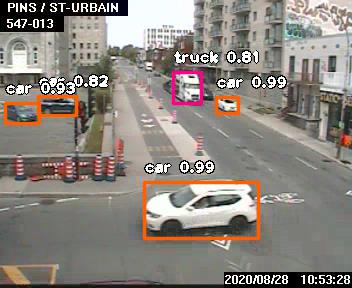 PINS / ST-URBAIN
547-013
truck 0.81
car 0.82
car 0.93
car 0.99
car 0.99
2020/08/28 10:53:28